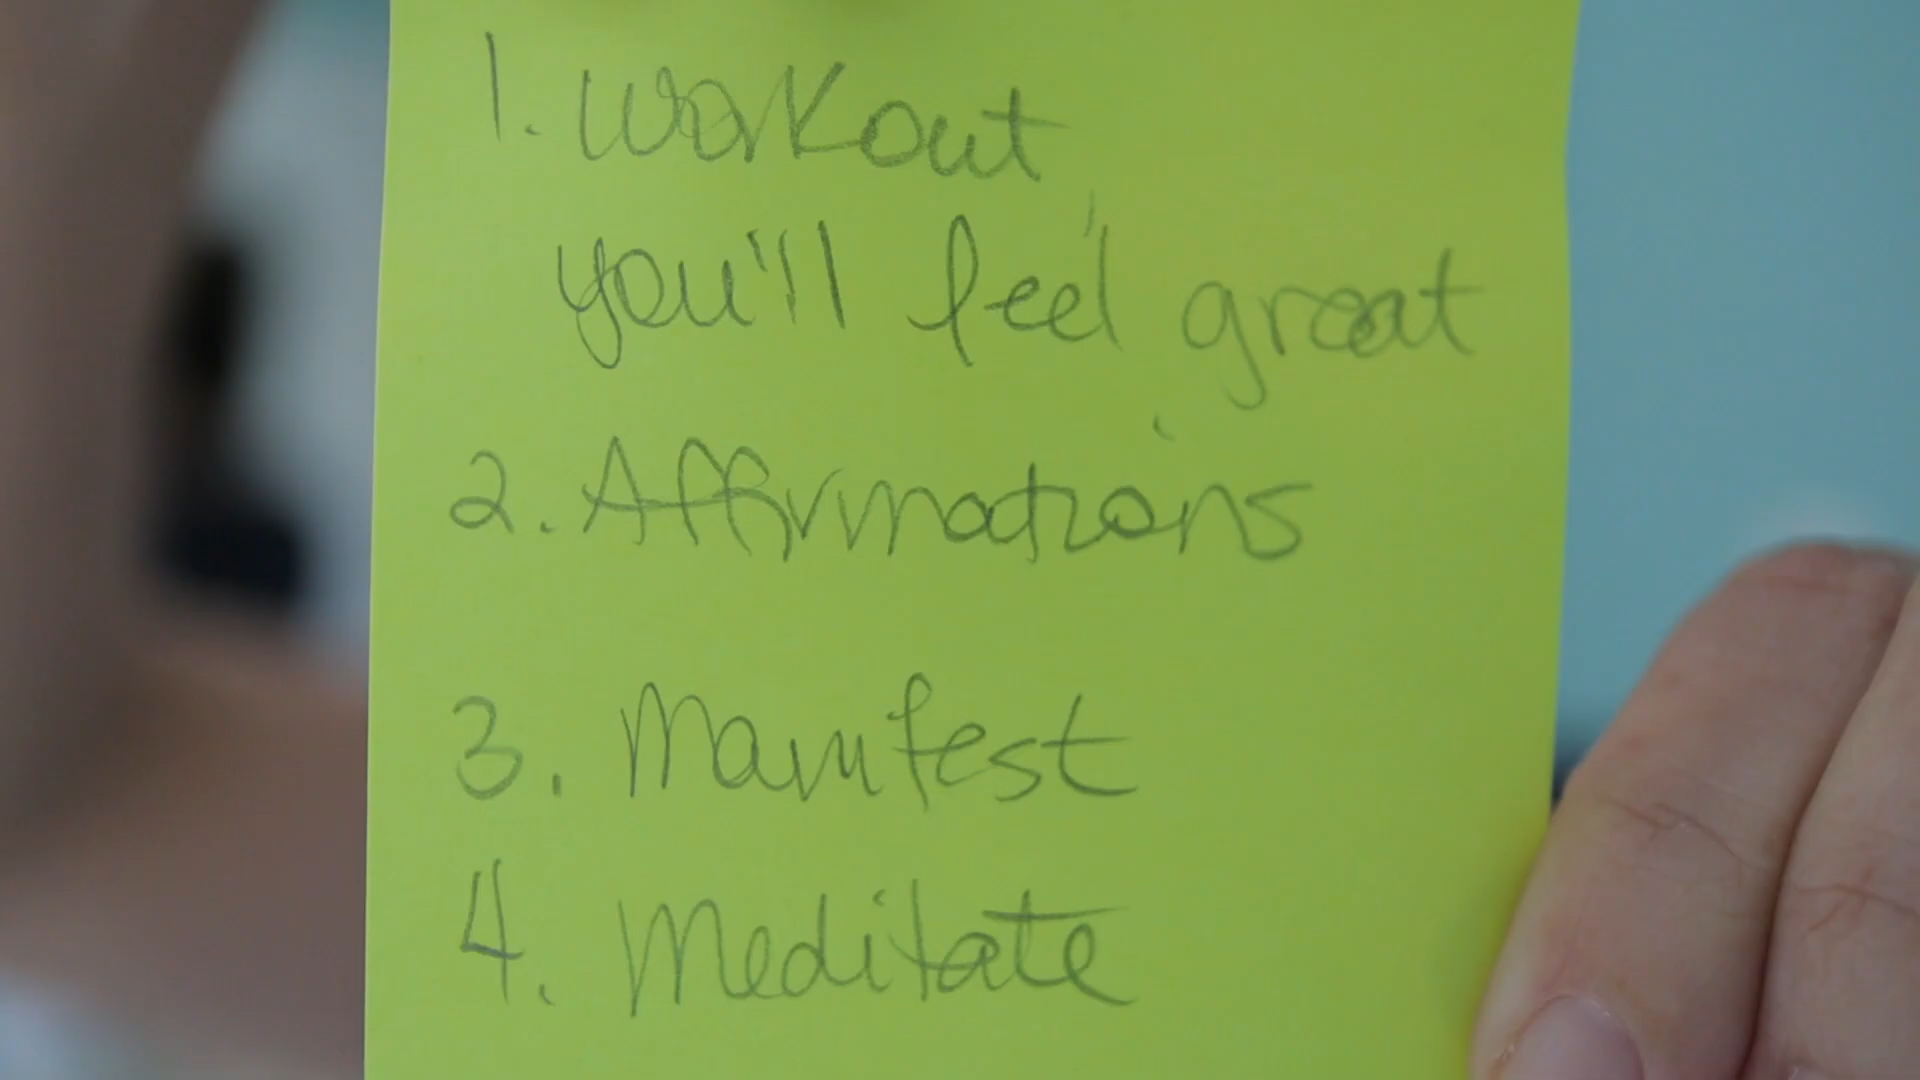 1. Workout
you'll feel great
2. Affirmations
3. Manifest
4. Meditate